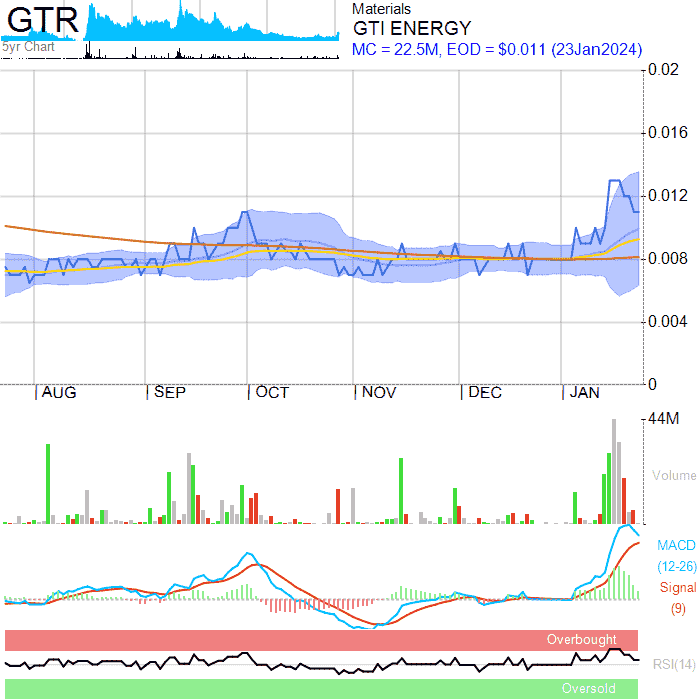 GTR
5yr Chart
Materials
GTI ENERGY
MC = 22.5M, EOD = $0.011 (23Jan2024)
0.02
0.016
0.012
0.008
0.004
0
AUG SEP OCT NOV DEC JAN
44M
Volume
MACD
(12-26)
Signal
(9)
Overbought
RSI(14)
Oversold